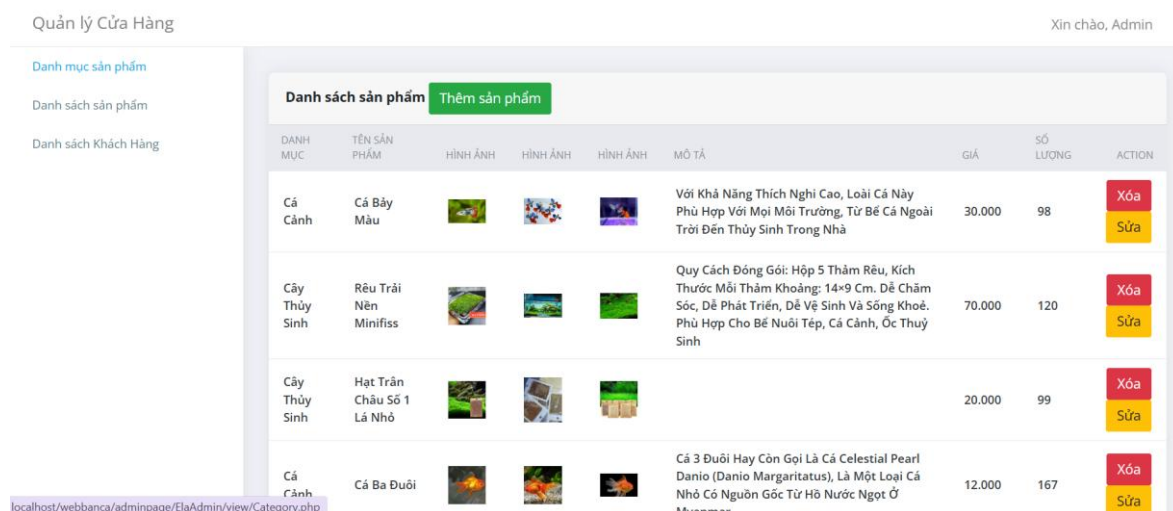 Quản lý Cửa Hàng
Xin chào, Admin
Danh mục sản phẩm
Danh sách sản phẩm
Danh sách Khách Hàng
Danh sách sản phẩm Thêm sản phẩm
DANH MỤC
TÊN SẢN PHẨM
HÌNH ẢNH
HÌNH ẢNH
HÌNH ẢNH
MÔ TẢ
GIÁ
SỐ LƯỢNG
ACTION
Cá
Cảnh
Cá Bảy
Màu
Với Khả Năng Thích Nghi Cao, Loài Cá Này
Phù Hợp Với Mọi Môi Trường, Từ Bể Cá Ngoài
Trời Đến Thủy Sinh Trong Nhà
30.000
98
Xóa
Sửa
Cây
Thủy
Sinh
Rêu Trải
Nền
Minifiss
Quy Cách Đóng Gói: Hộp 5 Thảm Rêu, Kích
Thước Mỗi Thảm Khoảng: 14×9 Cm. Dễ Chăm
Sóc, Dễ Phát Triển, Dễ Vệ Sinh Và Sống Khoẻ.
Phù Hợp Cho Bể Nuôi Tép, Cá Cảnh, Ốc Thuỷ
Sinh
70.000
120
Xóa
Sửa
Cây
Thủy
Sinh
Hạt Trân
Châu Số 1
Lá Nhỏ
20.000
99
Xóa
Sửa
Cá
Cảnh
Cá Ba Đuôi
Cá 3 Đuôi Hay Còn Gọi Là Cá Celestial Pearl
Danio (Danio Margaritatus), Là Một Loại Cá
Nhỏ Có Nguồn Gốc Từ Hồ Nước Ngọt Ở
Myanmar
12.000
167
Xóa
Sửa
localhost/webbanca/adminpage/ElaAdmin/view/Category.php